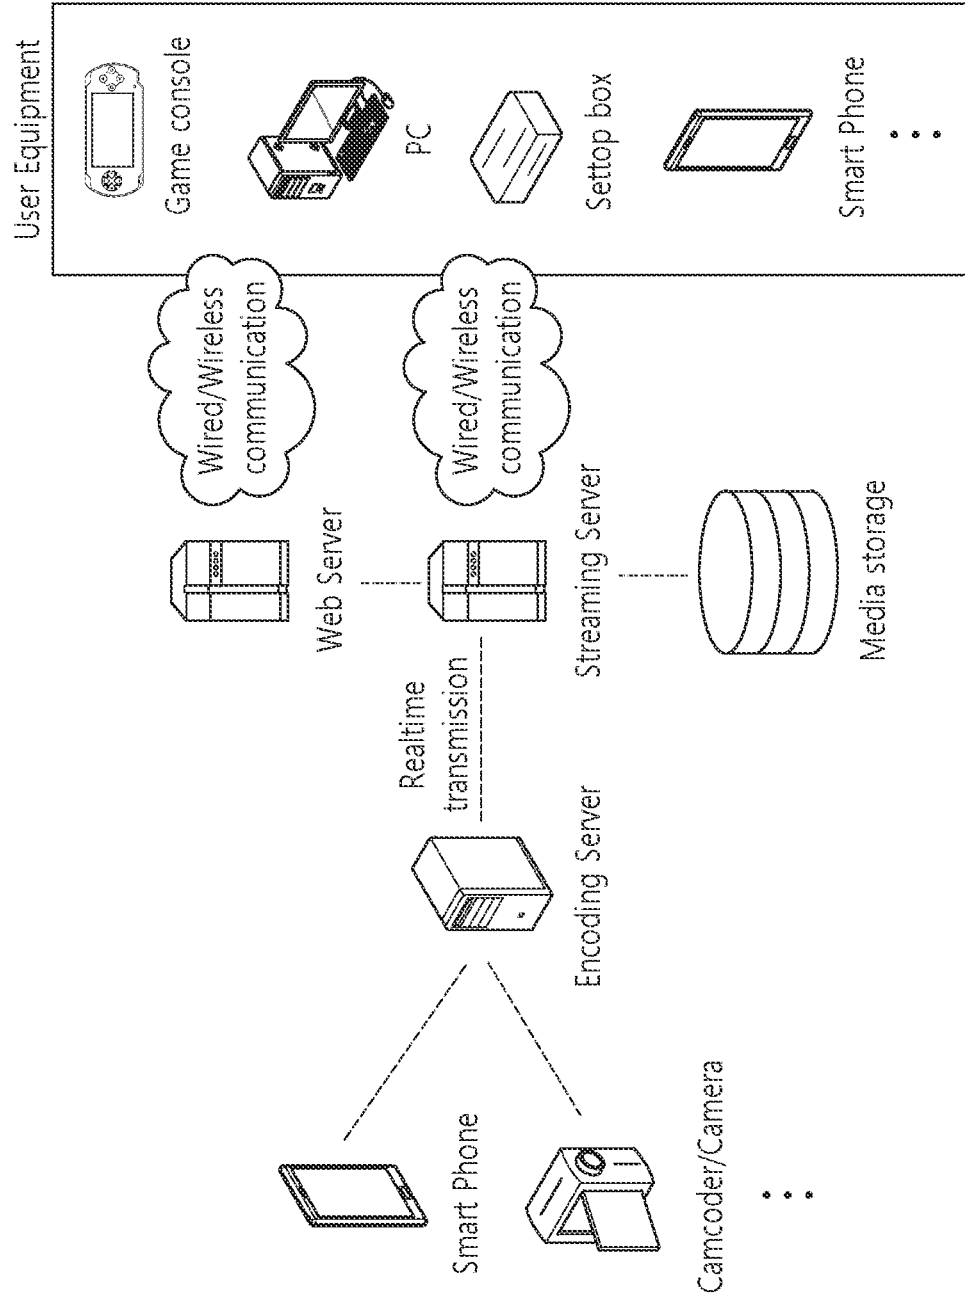 User Equipment
Game console
PC
Settop box
Smart Phone
Wired/Wireless
communication
Wired/Wireless
communication
Web Server
Streaming Server
Media storage
Realtime
transmission
Encoding Server
Smart Phone
Camcoder/Camera